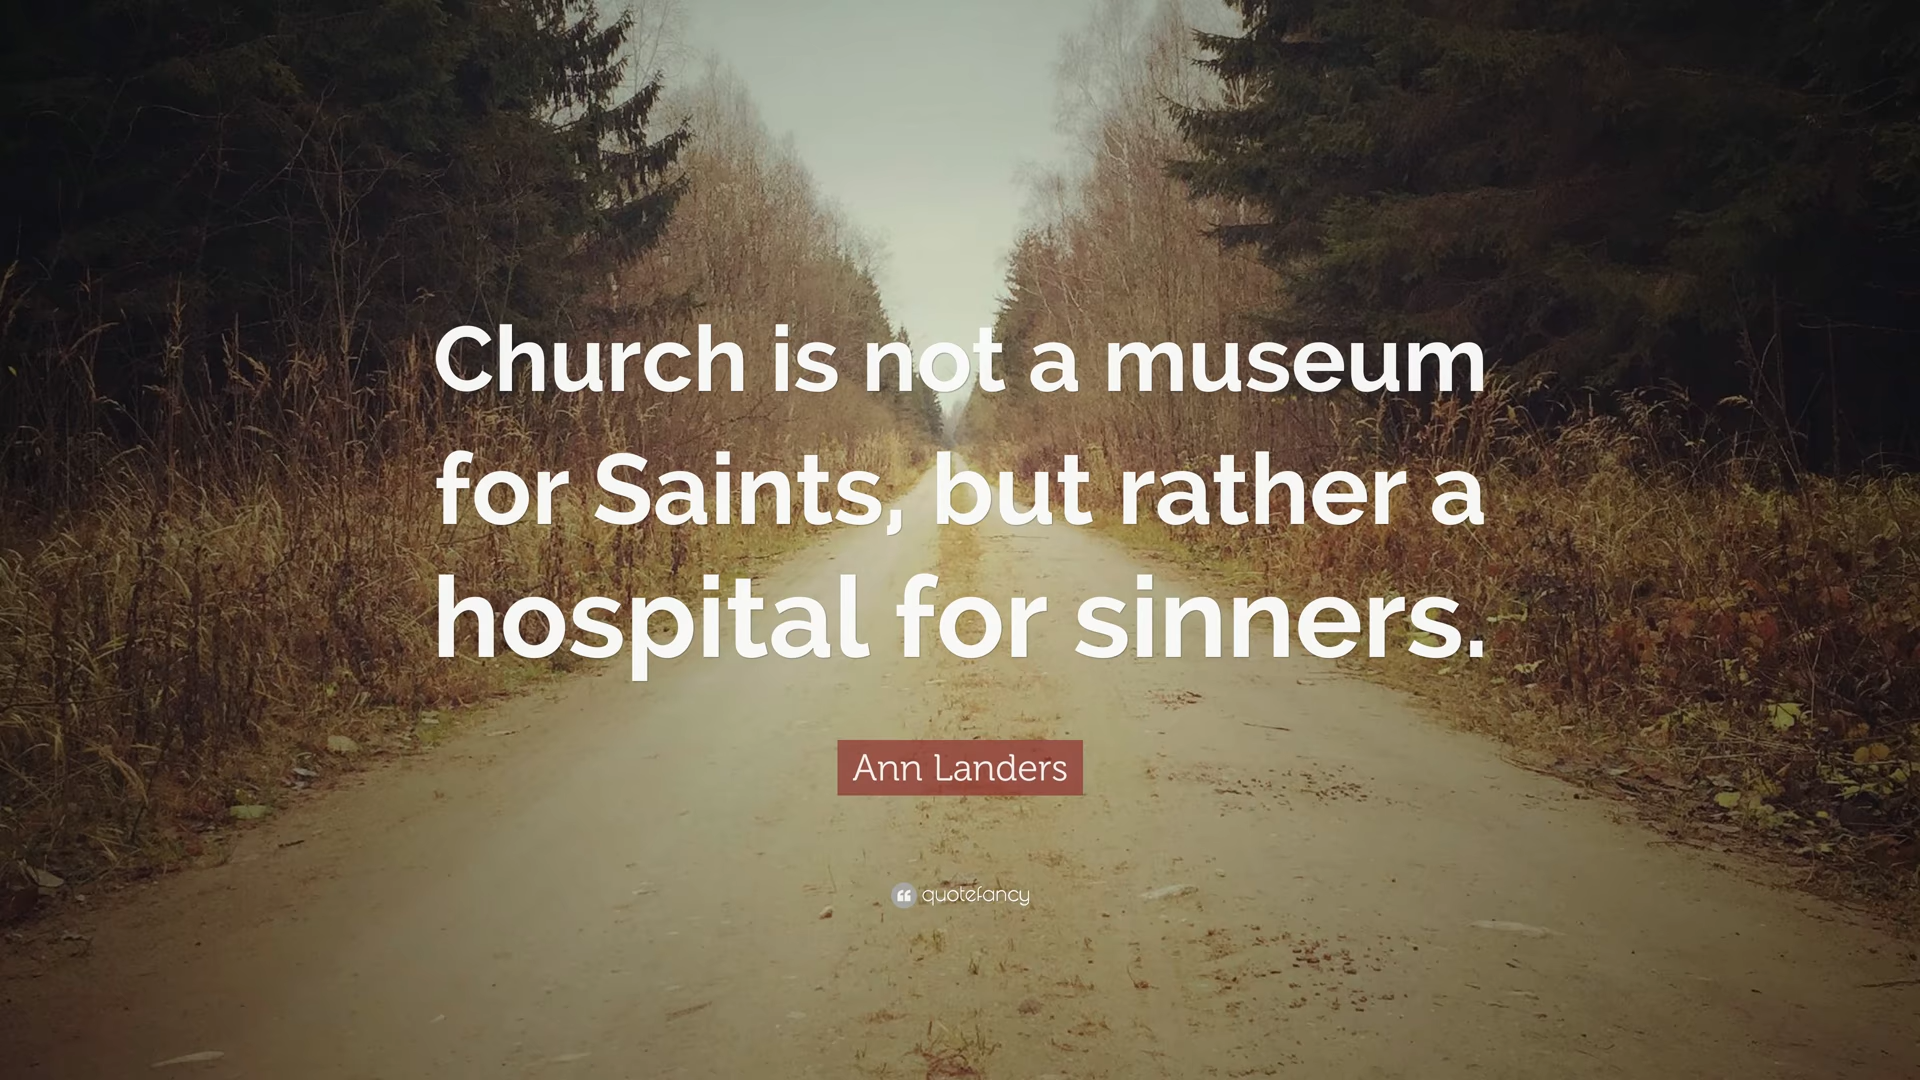 Church is not a museum
for Saints, but rather a
hospital for sinners.
Ann Landers
quotefancy